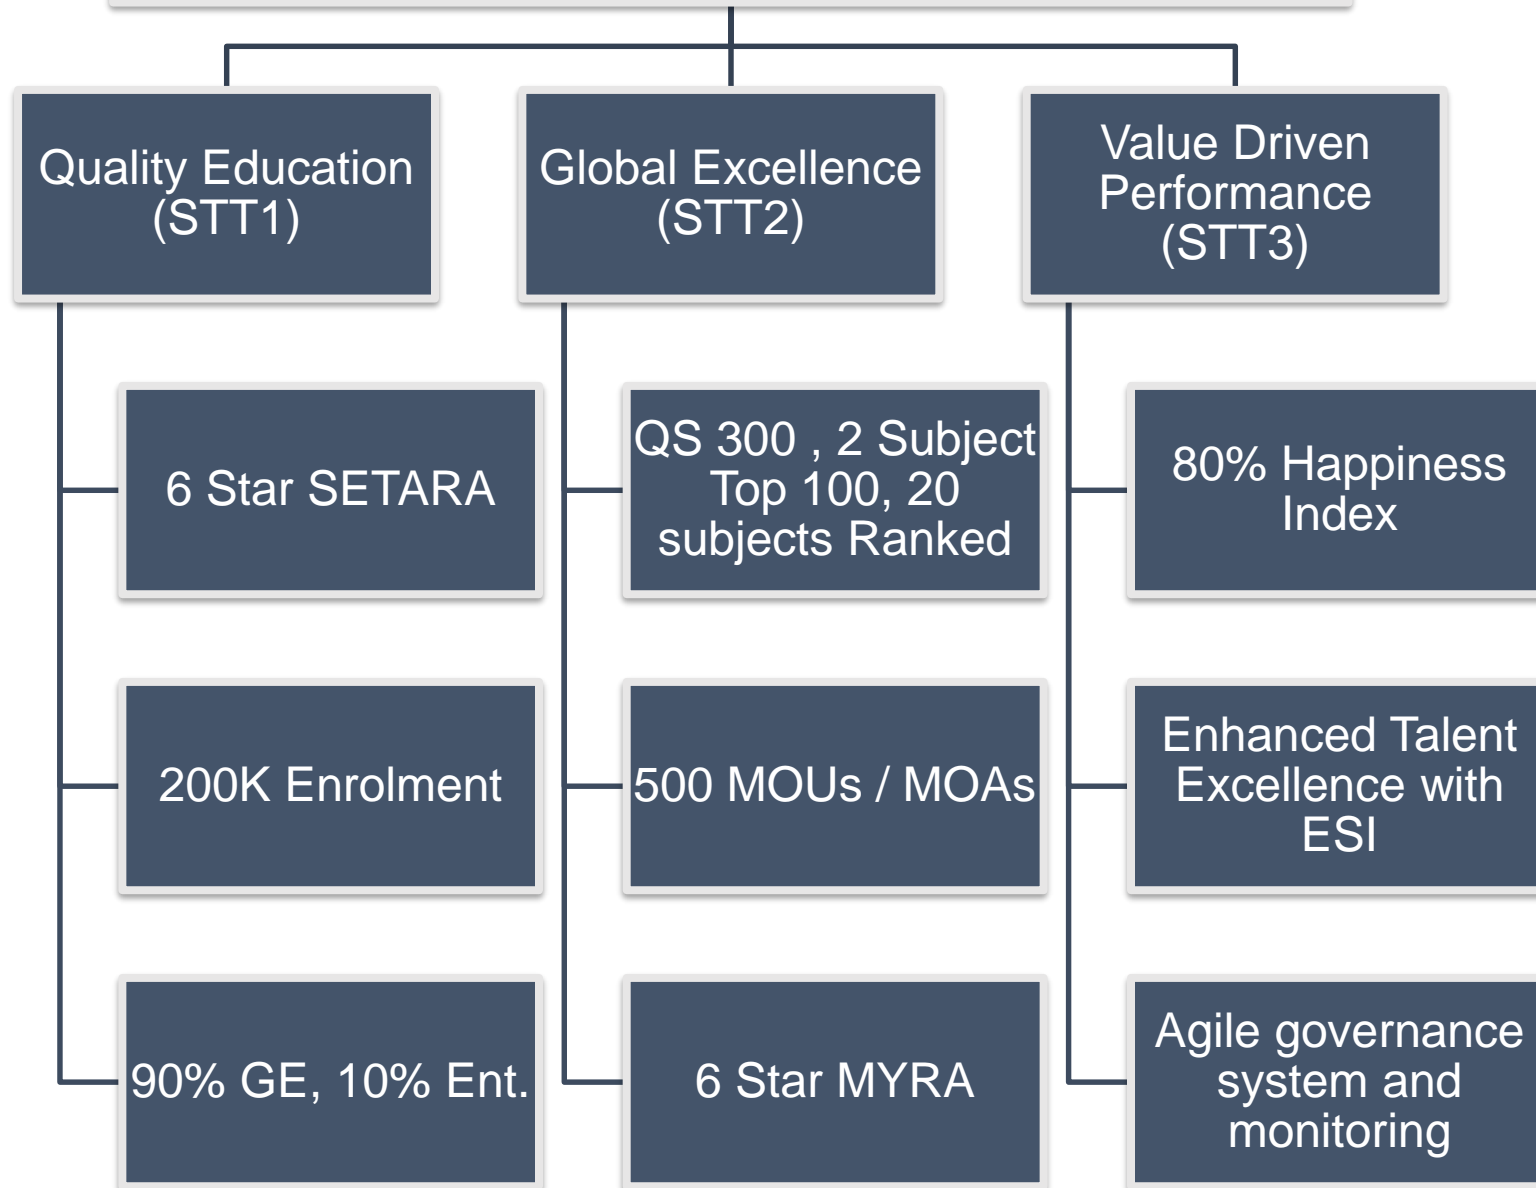 Quality Education
(STT1)
Global Excellence
(STT2)
Value Driven
Performance
(STT3)
6 Star SETARA
200K Enrolment
90% GE, 10% Ent.
QS 300 , 2 Subject
Top 100, 20
subjects Ranked
500 MOUs / MOAs
6 Star MYRA
80% Happiness
Index
Enhanced Talent
Excellence with
ESI
Agile governance
system and
monitoring